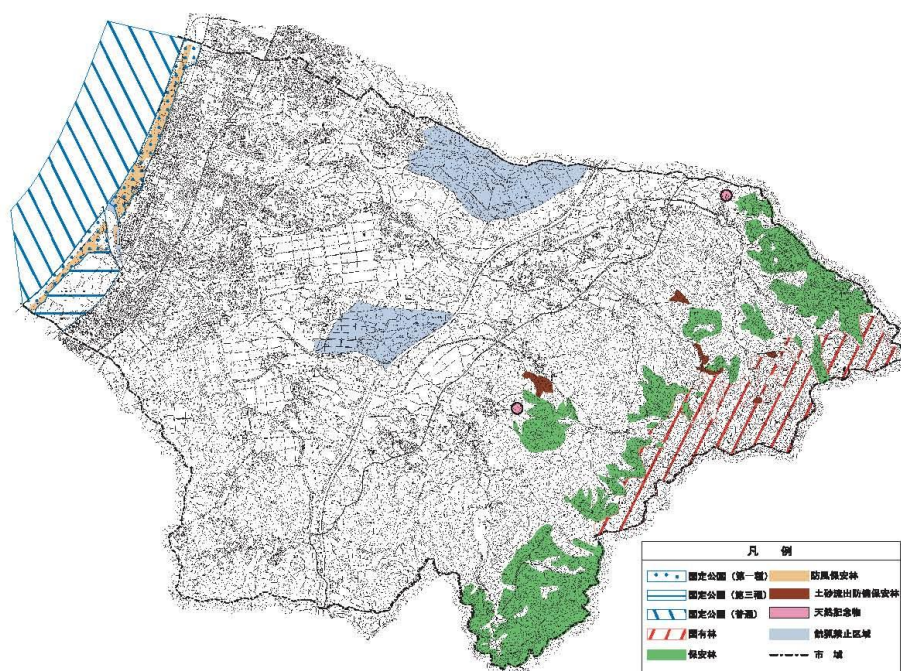 凡 例
国定公園 (第一種)
国定公園 (第三種)
国定公園 (普通)
国有林
保安林
防風保安林
土砂流出防備保安林
天然記念物
禁止区域
市 域